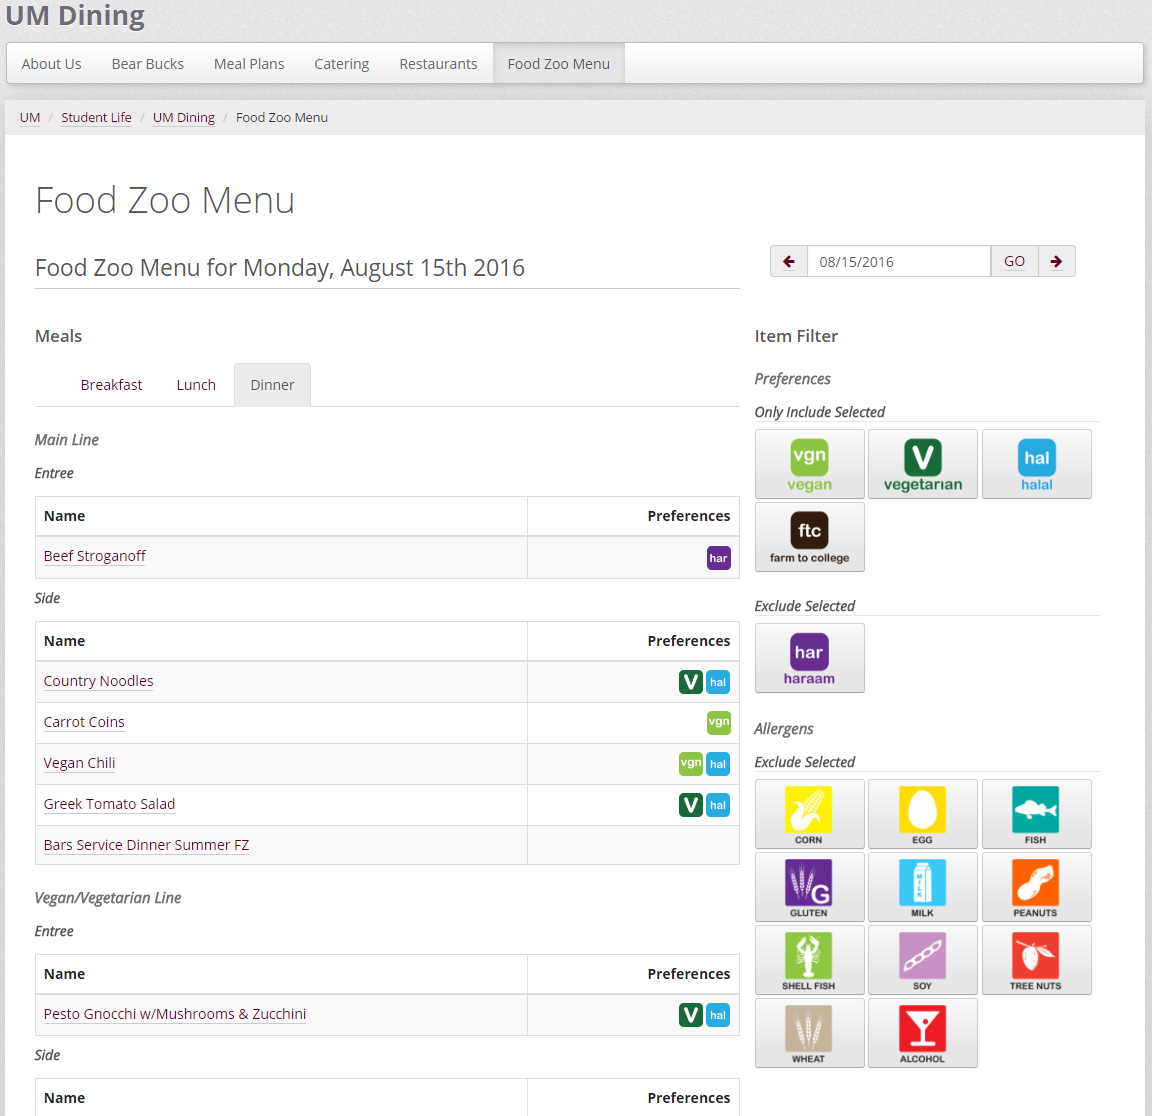 UM Dining
About Us Bear Bucks Meal Plans Catering Restaurants Food Zoo Menu
UM / Student Life / UM Dining / Food Zoo Menu
Food Zoo Menu
Food Zoo Menu for Monday, August 15th 2016
08/15/2016 GO
Meals
Breakfast Lunch Dinner
Main Line
Entree
Name Preferences
Beef Stroganoff har
Side
Name Preferences
Country Noodles V hal
Carrot Coins vgn
Vegan Chili vgn hal
Greek Tomato Salad V hal
Bars Service Dinner Summer FZ
Vegan/Vegetarian Line
Entree
Name Preferences
Pesto Gnocchi w/Mushrooms & Zucchini V hal
Side
Name Preferences
Item Filter
Preferences
Only Include Selected
vgn V hal
vegan vegetarian halal
ftc
farm to college
Exclude Selected
har
haraam
Allergens
Exclude Selected
CORN EGG FISH
G MILK
GLUTEN MILK PEANUTS
SHELL FISH SOY TREE NUTS
WHEAT ALCOHOL